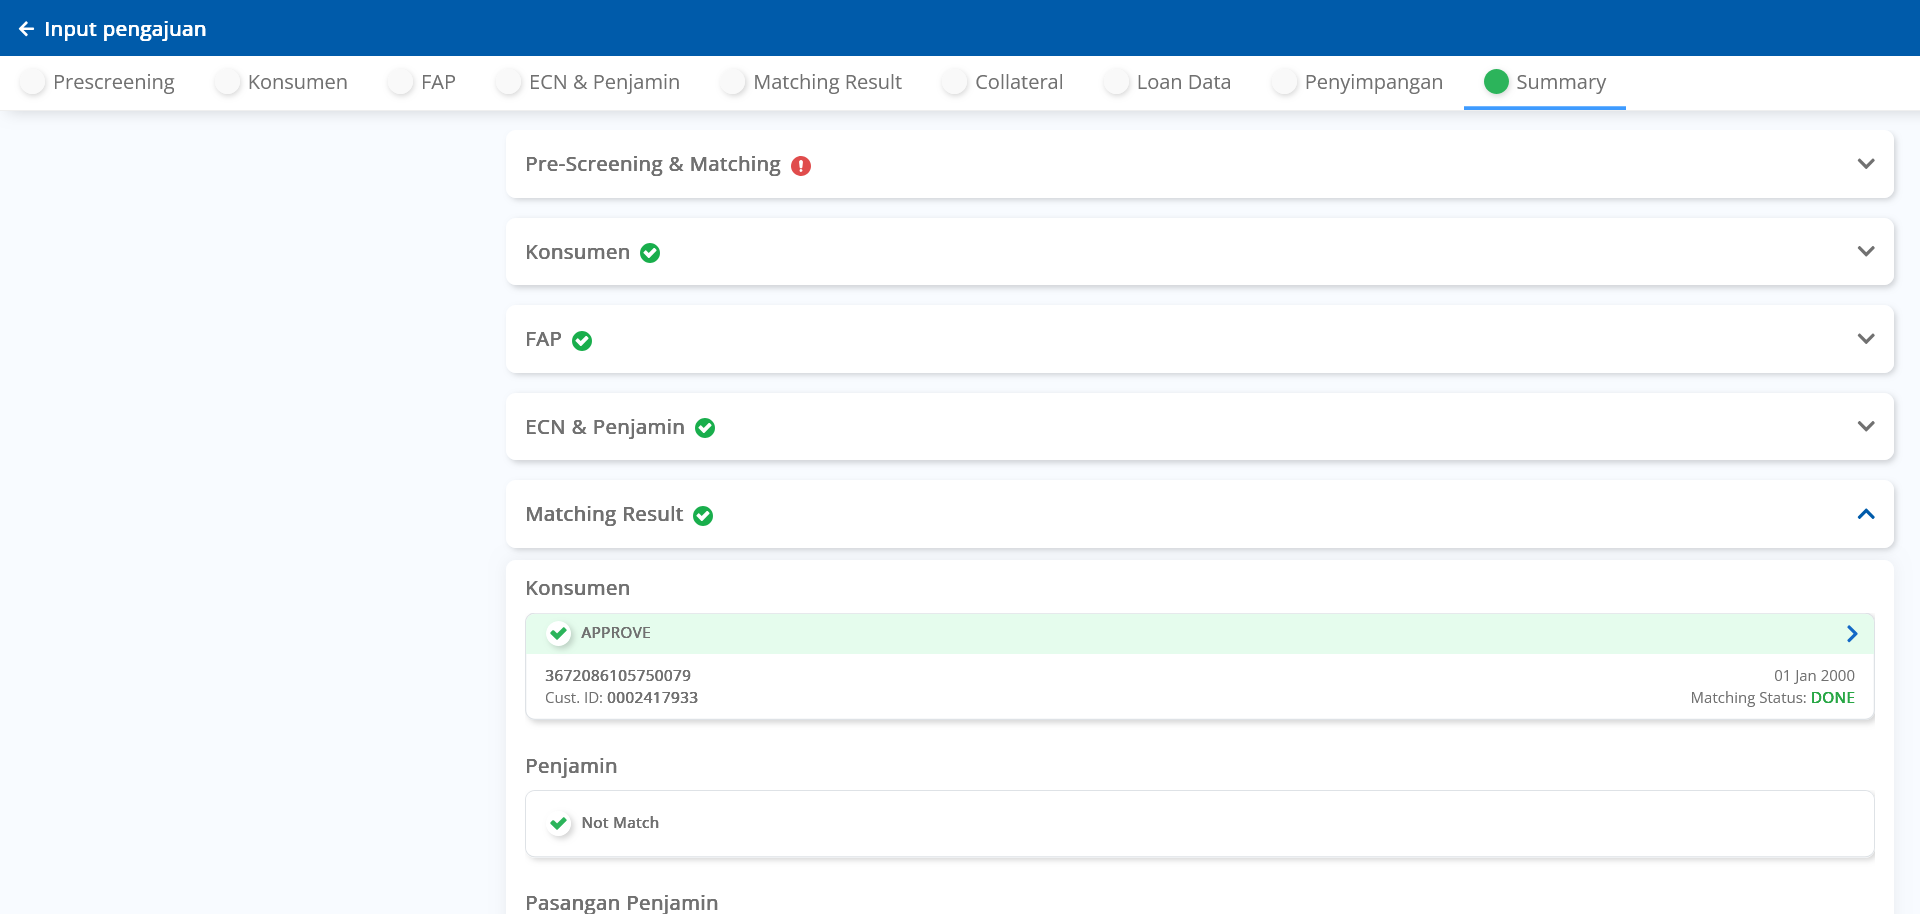 Input pengajuan
Prescreening Konsumen FAP ECN & Penjamin Matching Result Collateral Loan Data Penyimpangan Summary
Pre-Screening & Matching
Konsumen
FAP
ECN & Penjamin
Matching Result
Konsumen
APPROVE
3672086105750079 01 Jan 2000
Cust. ID: 0002417933 Matching Status: DONE
Penjamin
Not Match
Pasangan Penjamin